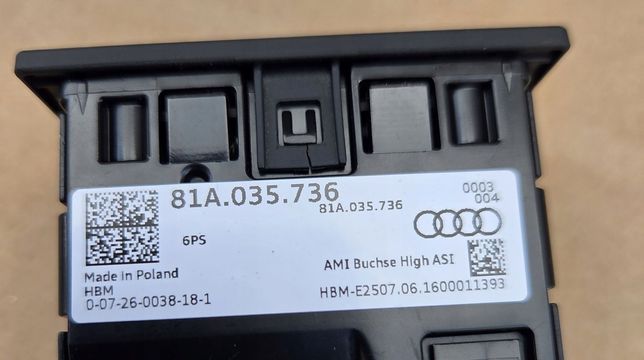 81A.035.736
81A.035.736
0003
004
6PS
Made in Poland
HBM
0-07-26-0038-18-1
AMI Buchse High ASI
HBM-E2507.06.1600011393